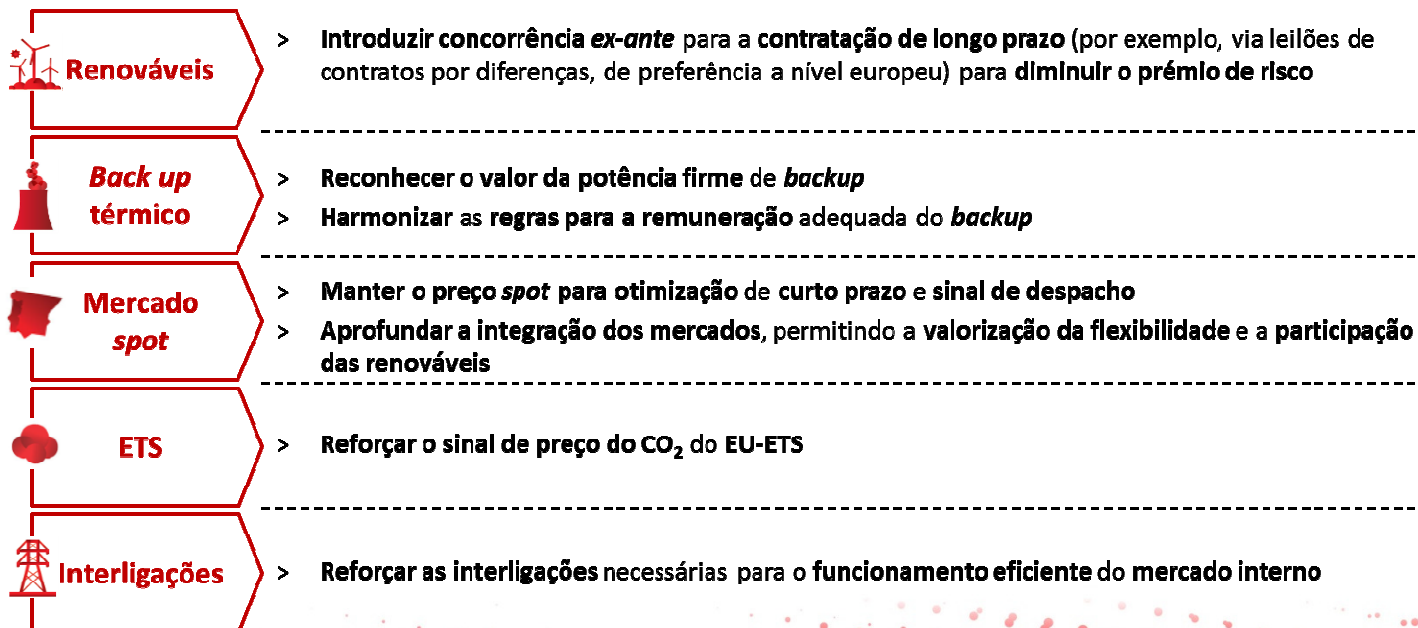 Renováveis
> Introduzir concorrência ex-ante para a contratação de longo prazo (por exemplo, via leilões de
contratos por diferenças, de preferência a nível europeu) para diminuir o prémio de risco
Back up
térmico
> Reconhecer o valor da potência firme de backup
> Harmonizar as regras para a remuneração adequada do backup
Mercado
spot
> Manter o preço spot para otimização de curto prazo e sinal de despacho
> Aprofundar a integração dos mercados, permitindo a valorização da flexibilidade e a participação
das renováveis
ETS
> Reforçar o sinal de preço do CO₂ do EU-ETS
Interligações
> Reforçar as interligações necessárias para o funcionamento eficiente do mercado interno